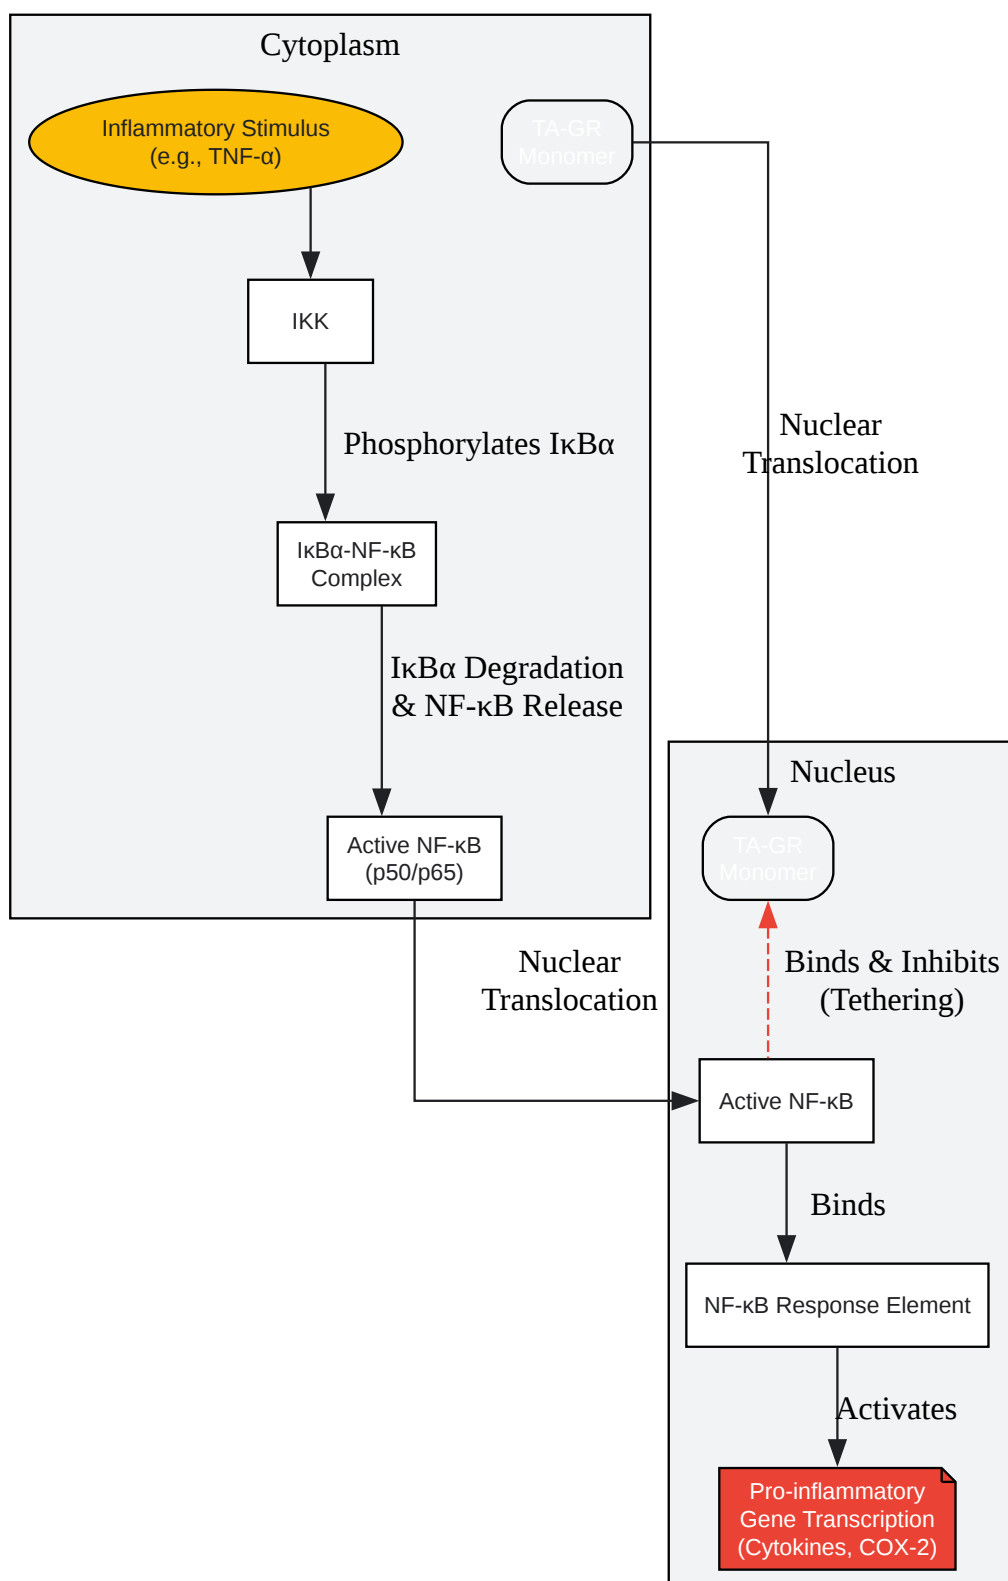 Cytoplasm
Inflammatory Stimulus
(e.g., TNF-α)
TA-GR
Monomer
IKK
Phosphorylates IκBα
Nuclear
Translocation
IκBα-NF-κB
Complex
IκBα Degradation
& NF-κB Release
Nucleus
Active NF-κB
(p50/p65)
TA-GR
Monomer
Nuclear
Translocation
Binds & Inhibits
(Tethering)
Active NF-κB
Binds
NF-κB Response Element
Activates
Pro-inflammatory
Gene Transcription
(Cytokines, COX-2)